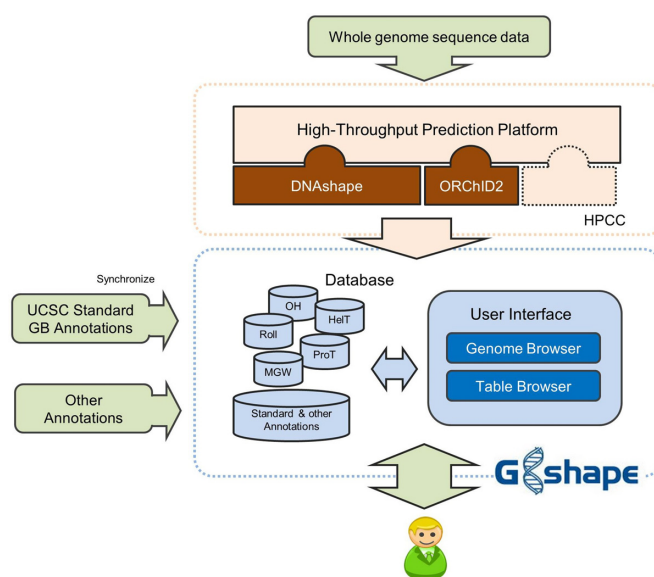 Whole genome sequence data
High-Throughput Prediction Platform
DNAshape
ORChID2
HPCC
Synchronize
Database
UCSC Standard
GB Annotations
OH
HelT
Roll
ProT
MGW
Standard & other
Annotations
User Interface
Genome Browser
Table Browser
Other
Annotations
GBshape